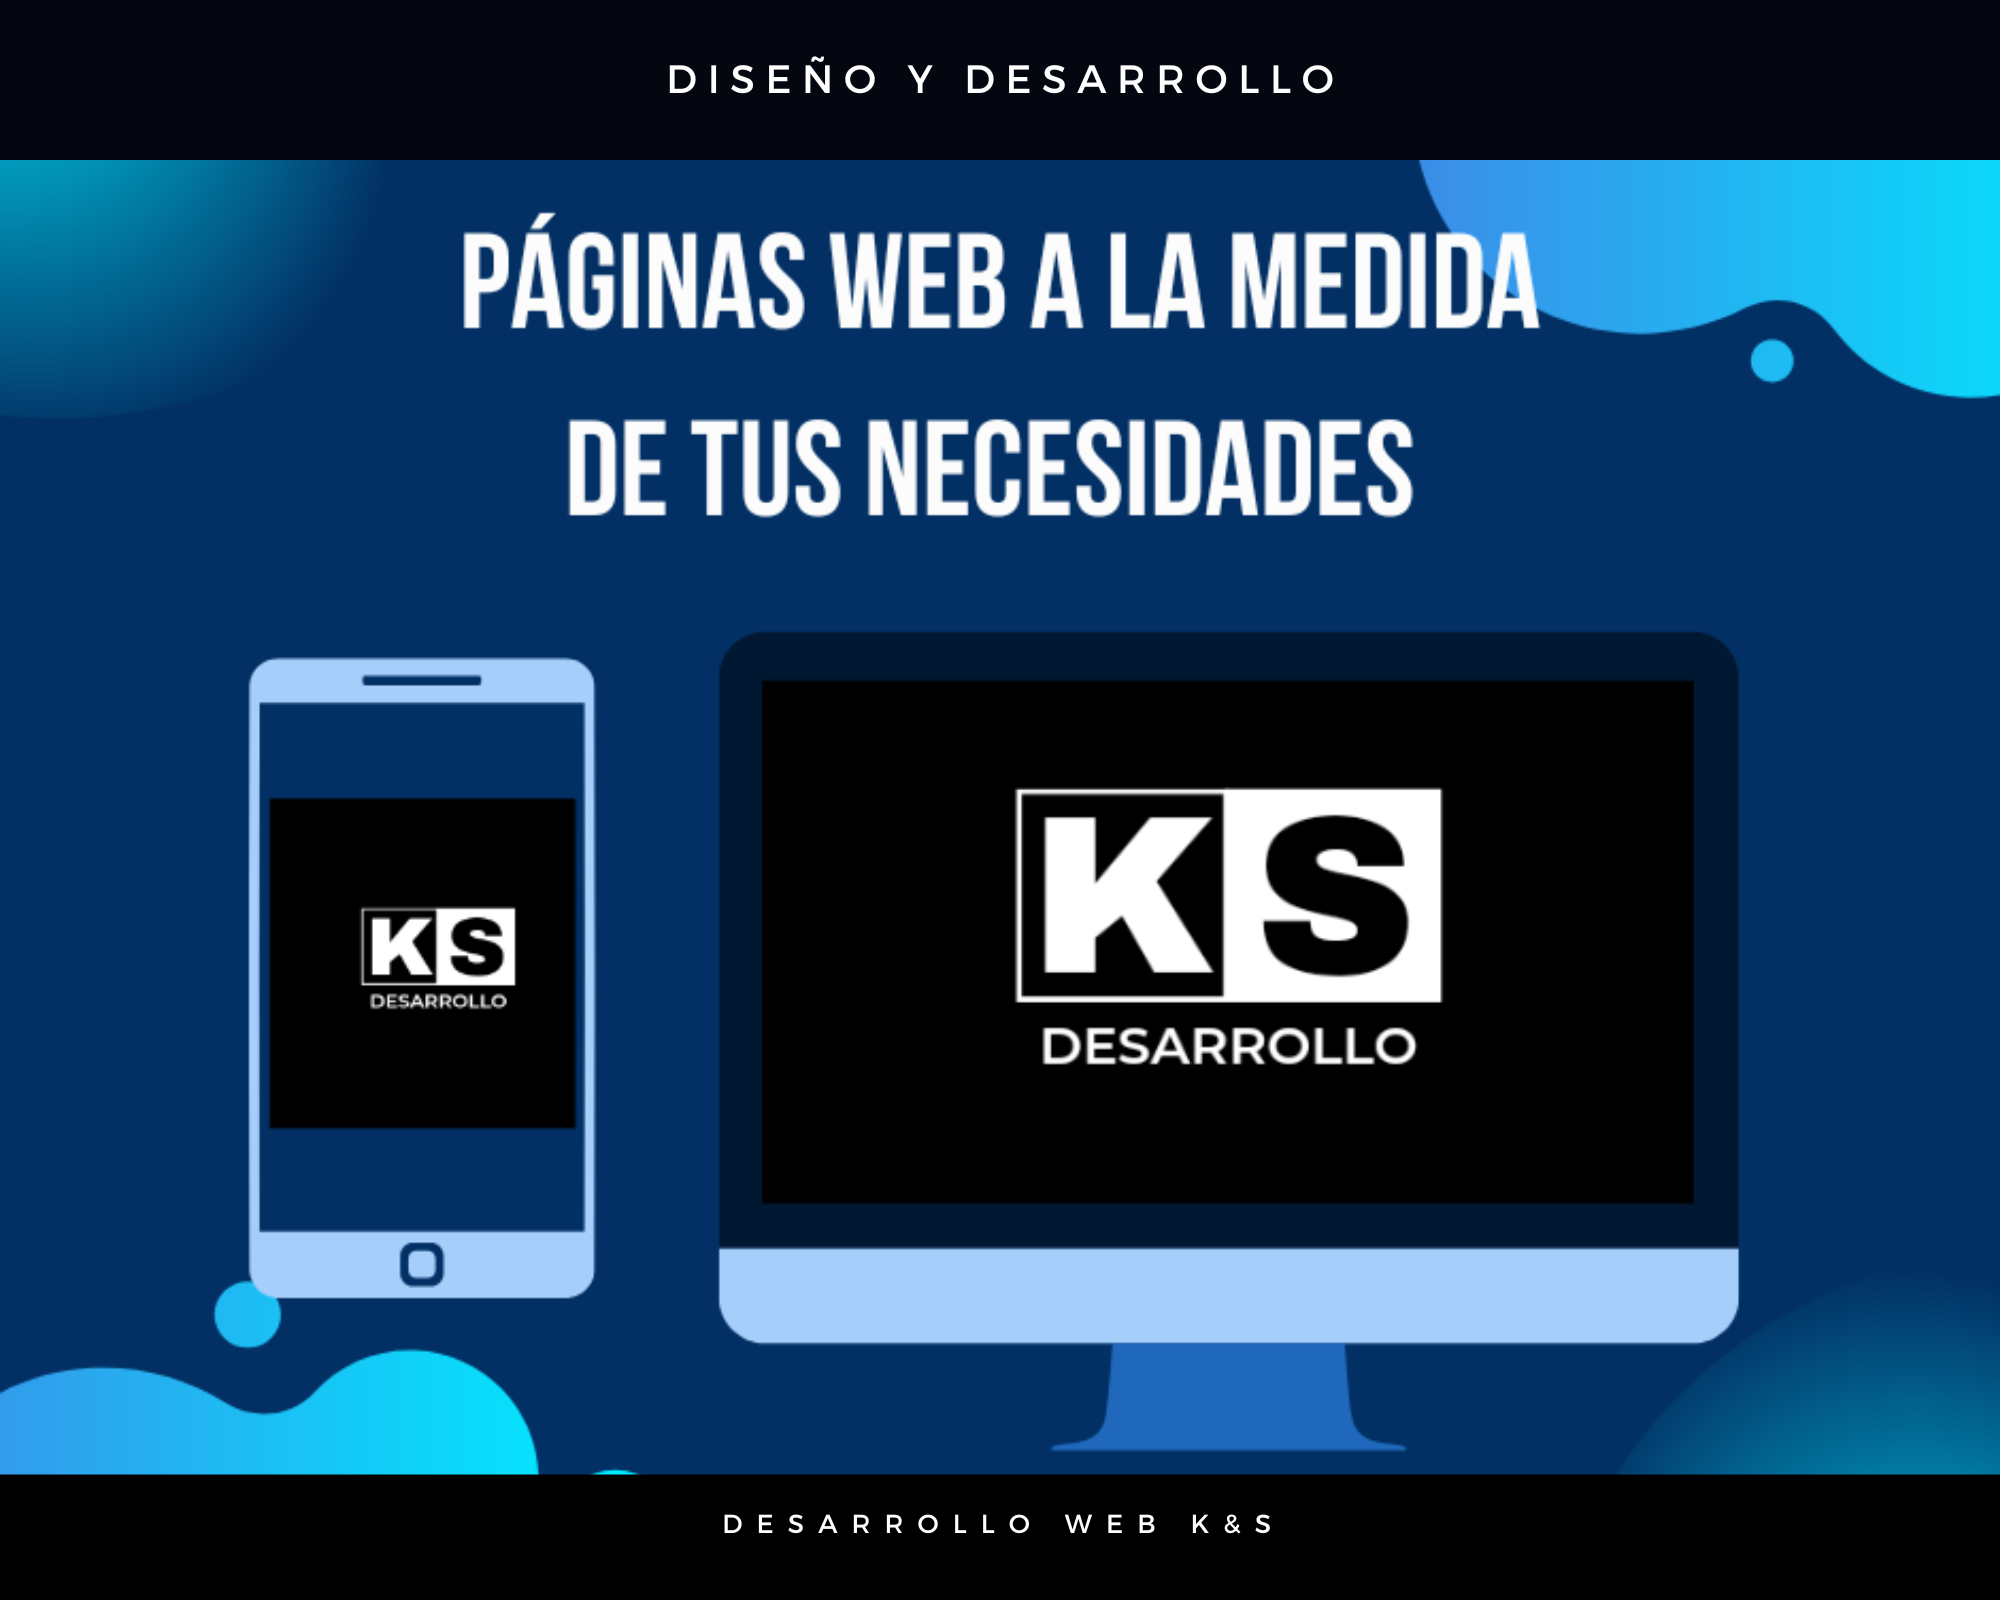 DISEÑO Y DESARROLLO
PÁGINAS WEB A LA MEDIDA
DE TUS NECESIDADES
KS
DESARROLLO
KS
DESARROLLO
DESARROLLO WEB K&S